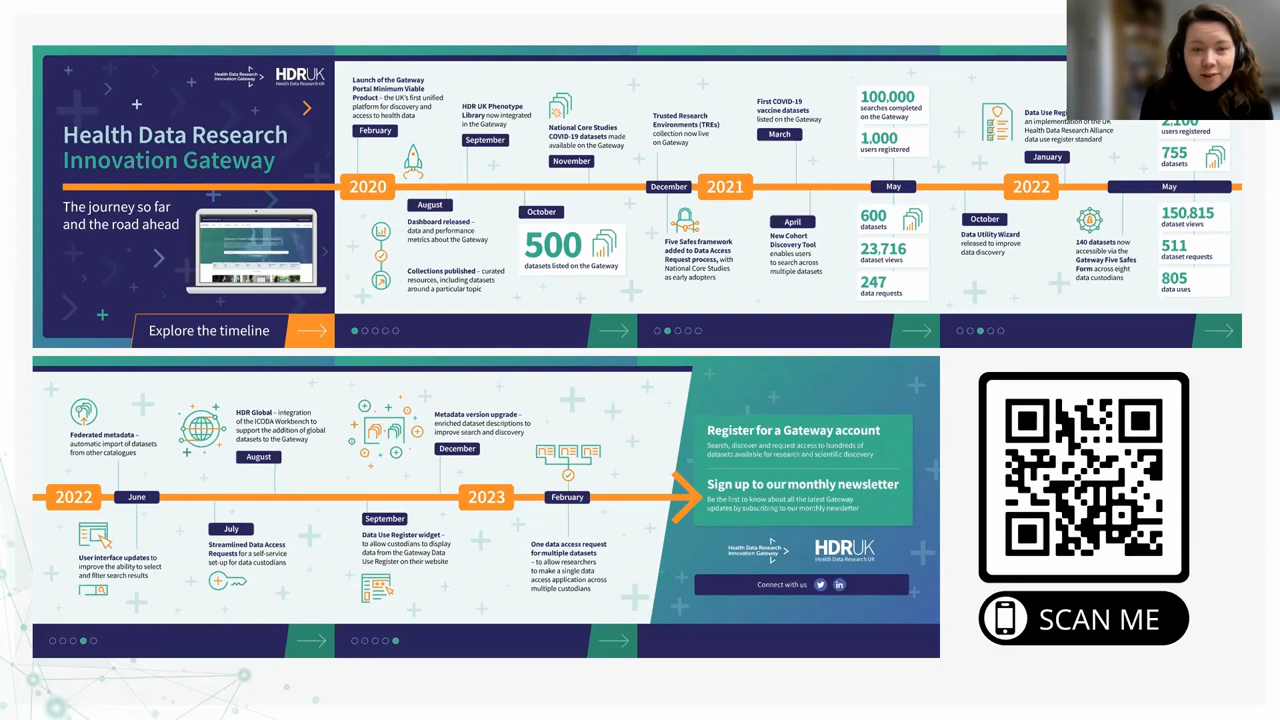 Health Data Research
Innovation Gateway
HDRUK
Health Data Research UK
Health Data Research
Innovation Gateway
The journey so far
and the road ahead
Explore the timeline
Launch of the Gateway
Portal Minimum Viable
Product – the UK's first unified
platform for discovery and
access to health data
February
2020
August
Dashboard released –
data and performance
metrics about the Gateway
Collections published – curated
resources, including datasets
around a particular topic
HDR UK Phenotype
Library now integrated
in the Gateway
September
October
500
datasets listed on the Gateway
National Core Studies
COVID-19 datasets made
available on the Gateway
November
Trusted Research
Environments (TREs)
collection now live
on Gateway
December
2021
Five Safes framework
added to Data Access
Request process, with
National Core Studies
as early adopters
First COVID-19
vaccine datasets
listed on the Gateway
March
April
New Cohort
Discovery Tool
enables users
to search across
multiple datasets
100,000
searches completed
on the Gateway
1,000
users registered
May
600
datasets
23,716
dataset views
247
data requests
October
Data Utility Wizard
released to improve
data discovery
2022
Data Use Reg
an implementation of the UK
Health Data Research Alliance
data use register standard
January
140 datasets now
accessible via the
Gateway Five Safes
Form across eight
data custodians
users registered
755
datasets
May
150,815
dataset views
511
dataset requests
805
data uses
Federated metadata –
automatic import of datasets
from other catalogues
2022
June
User interface updates to
improve the ability to select
and filter search results
July
Streamlined Data Access
Requests for a self-service
set-up for data custodians
HDR Global – integration
of the ICODA Workbench to
support the addition of global
datasets to the Gateway
August
September
Data Use Register widget –
to allow custodians to display
data from the Gateway Data
Use Register on their website
Metadata version upgrade –
enriched dataset descriptions to
improve search and discovery
December
2023
February
One data access request
for multiple datasets
– to allow researchers
to make a single data
access application across
multiple custodians
Register for a Gateway account
Search, discover and request access to hundreds of
datasets available for research and scientific discovery
Sign up to our monthly newsletter
Be the first to know about all the latest Gateway
updates by subscribing to our monthly newsletter
Health Data Research
Innovation Gateway
HDRUK
Health Data Research UK
Connect with us
SCAN ME